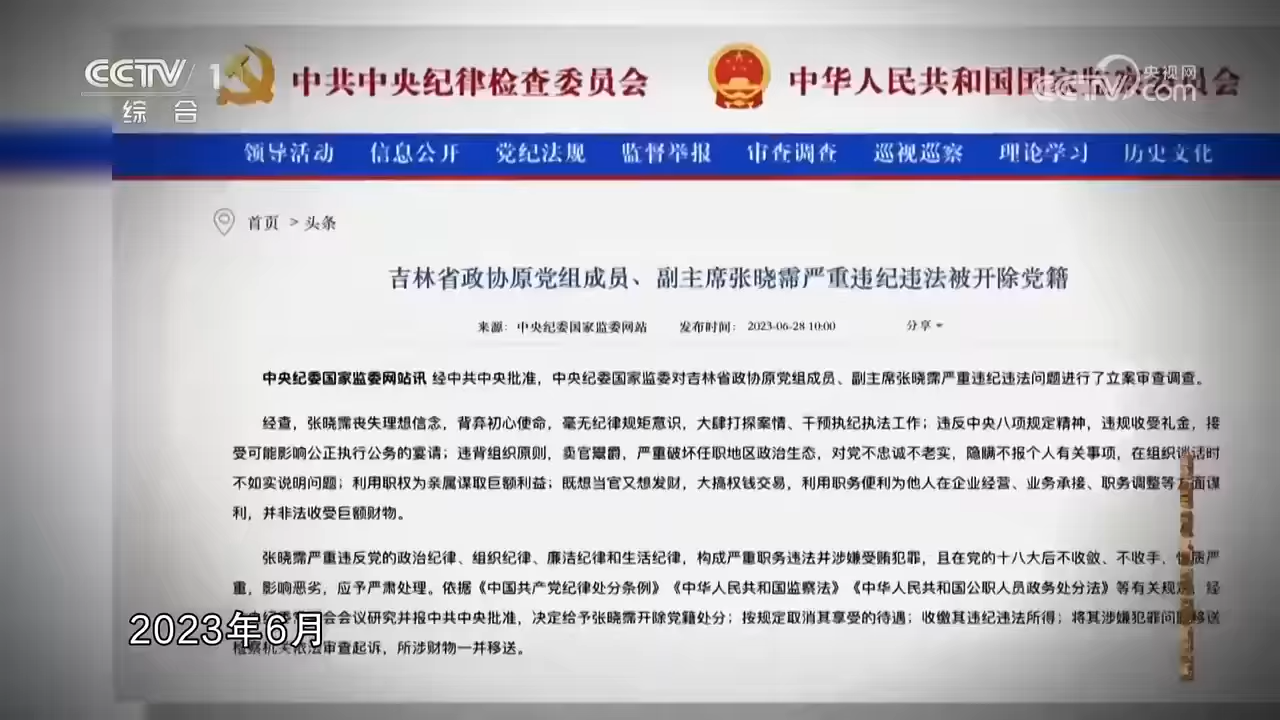 CCTV 1
综合
中共中央纪律检查委员会
中华人民共和国国家监察委员会
央视网
CCTV.com
领导活动 信息公开 党纪法规 监督举报 审查调查 巡视巡察 理论学习 历史文化
首页 > 头条
吉林省政协原党组成员、副主席张晓霈严重违纪违法被开除党籍
来源：中央纪委国家监委网站 发布时间：2023-06-28 10:00 分享
中央纪委国家监委网站讯 经中共中央批准，中央纪委国家监委对吉林省政协原党组成员、副主席张晓霈严重违纪违法问题进行了立案审查调查。
经查，张晓霈丧失理想信念，背弃初心使命，毫无纪律规矩意识，大肆打探案情、干预执纪执法工作；违反中央八项规定精神，违规收受礼金，接
受可能影响公正执行公务的宴请；违背组织原则，卖官鬻爵，严重破坏任职地区政治生态，对党不忠诚不老实，隐瞒不报个人有关事项，在组织谈话时
不如实说明问题；利用职权为亲属谋取巨额利益；既想当官又想发财，大搞权钱交易，利用职务便利为他人在企业经营、业务承接、职务调整等方面谋
利，并非法收受巨额财物。
张晓霈严重违反党的政治纪律、组织纪律、廉洁纪律和生活纪律，构成严重职务违法并涉嫌受贿犯罪，且在党的十八大后不收敛、不收手，性质严
重，影响恶劣，应予严肃处理。依据《中国共产党纪律处分条例》《中华人民共和国监察法》《中华人民共和国公职人员政务处分法》等有关规定，经
会会议研究并报中共中央批准，决定给予张晓霈开除党籍处分；按规定取消其享受的待遇；收缴其违纪违法所得；将其涉嫌犯罪问题移送
检察机关依法审查起诉，所涉财物一并移送。
2023年6月